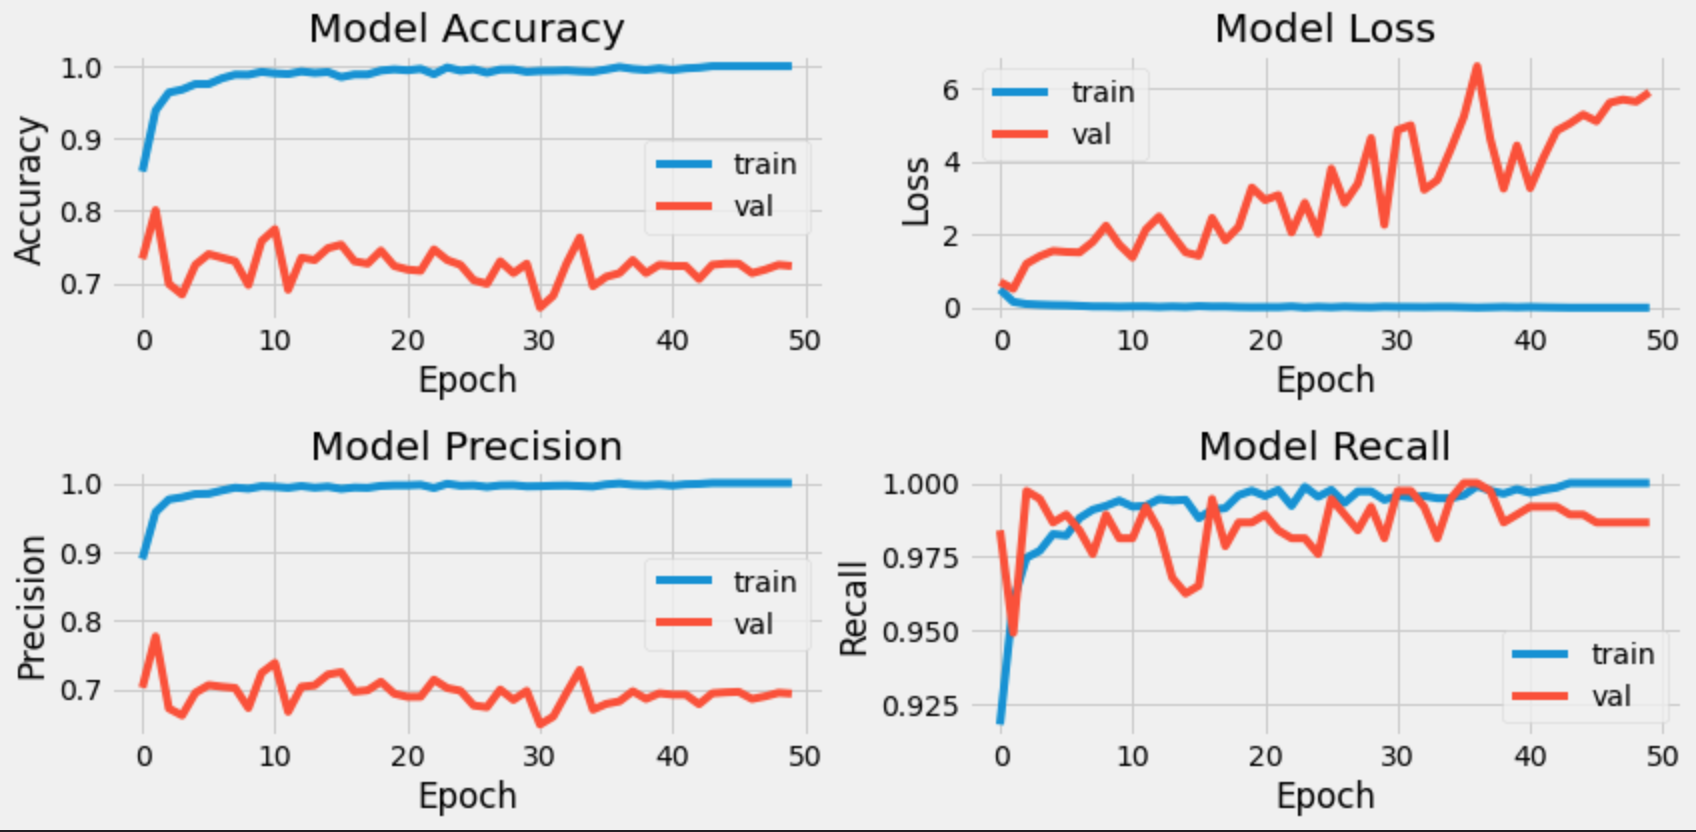 Model Accuracy
1.0
0.9
0.8
0.7
Accuracy
train
val
0 10 20 30 40 50
Epoch
Model Loss
6
4
2
0
Loss
train
val
0 10 20 30 40 50
Epoch
Model Precision
1.0
0.9
0.8
0.7
Precision
train
val
0 10 20 30 40 50
Epoch
Model Recall
1.000
0.975
0.950
0.925
Recall
train
val
0 10 20 30 40 50
Epoch